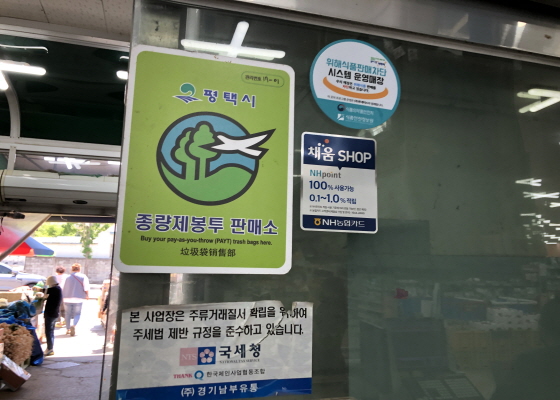 평택시
종량제봉투 판매소
Buy your pay-as-you-throw (PAYT) trash bags here.
垃圾袋销售部
위해식품판매차단
시스템 운영매장
채움 SHOP
NHpoint
100% 사용가능
0.1~1.0% 적립
NH농협카드
본 사업장은 주류거래질서 확립을 위하여
주세법 제반 규정을 준수하고 있습니다.
NTS 국세청
한국체인사업협동조합
(주) 경기남부유통